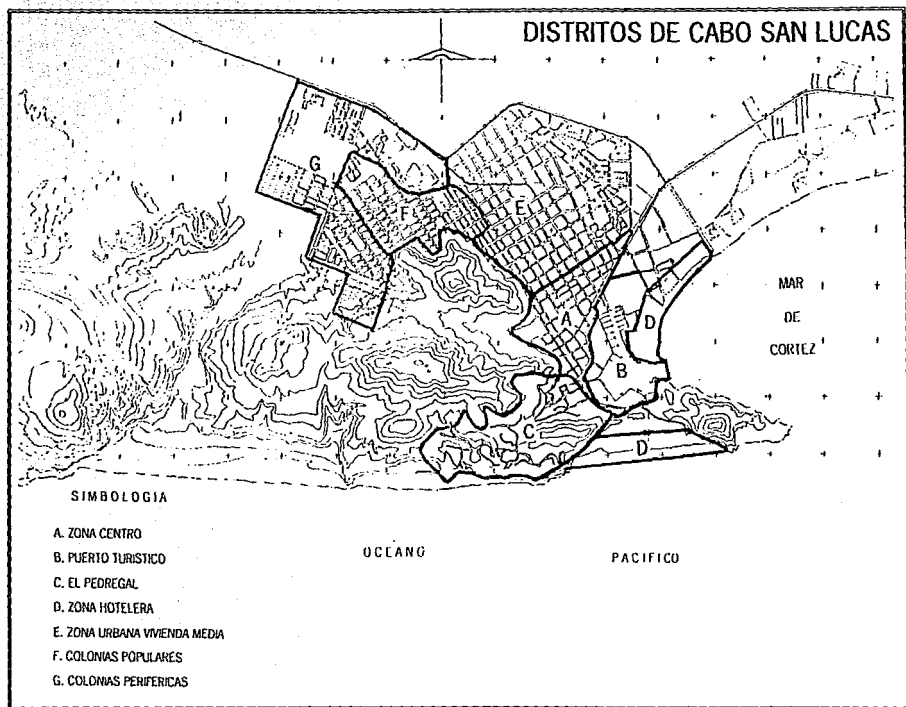 DISTRITOS DE CABO SAN LUCAS
G
F
E
A
D
B
C
D
MAR
DE
CORTEZ
SIMBOLOGIA
A. ZONA CENTRO
B. PUERTO TURISTICO
C. EL PEDREGAL
D. ZONA HOTELERA
E. ZONA URBANA VIVIENDA MEDIA
F. COLONIAS POPULARES
G. COLONIAS PERIFERICAS
OCEANO PACIFICO